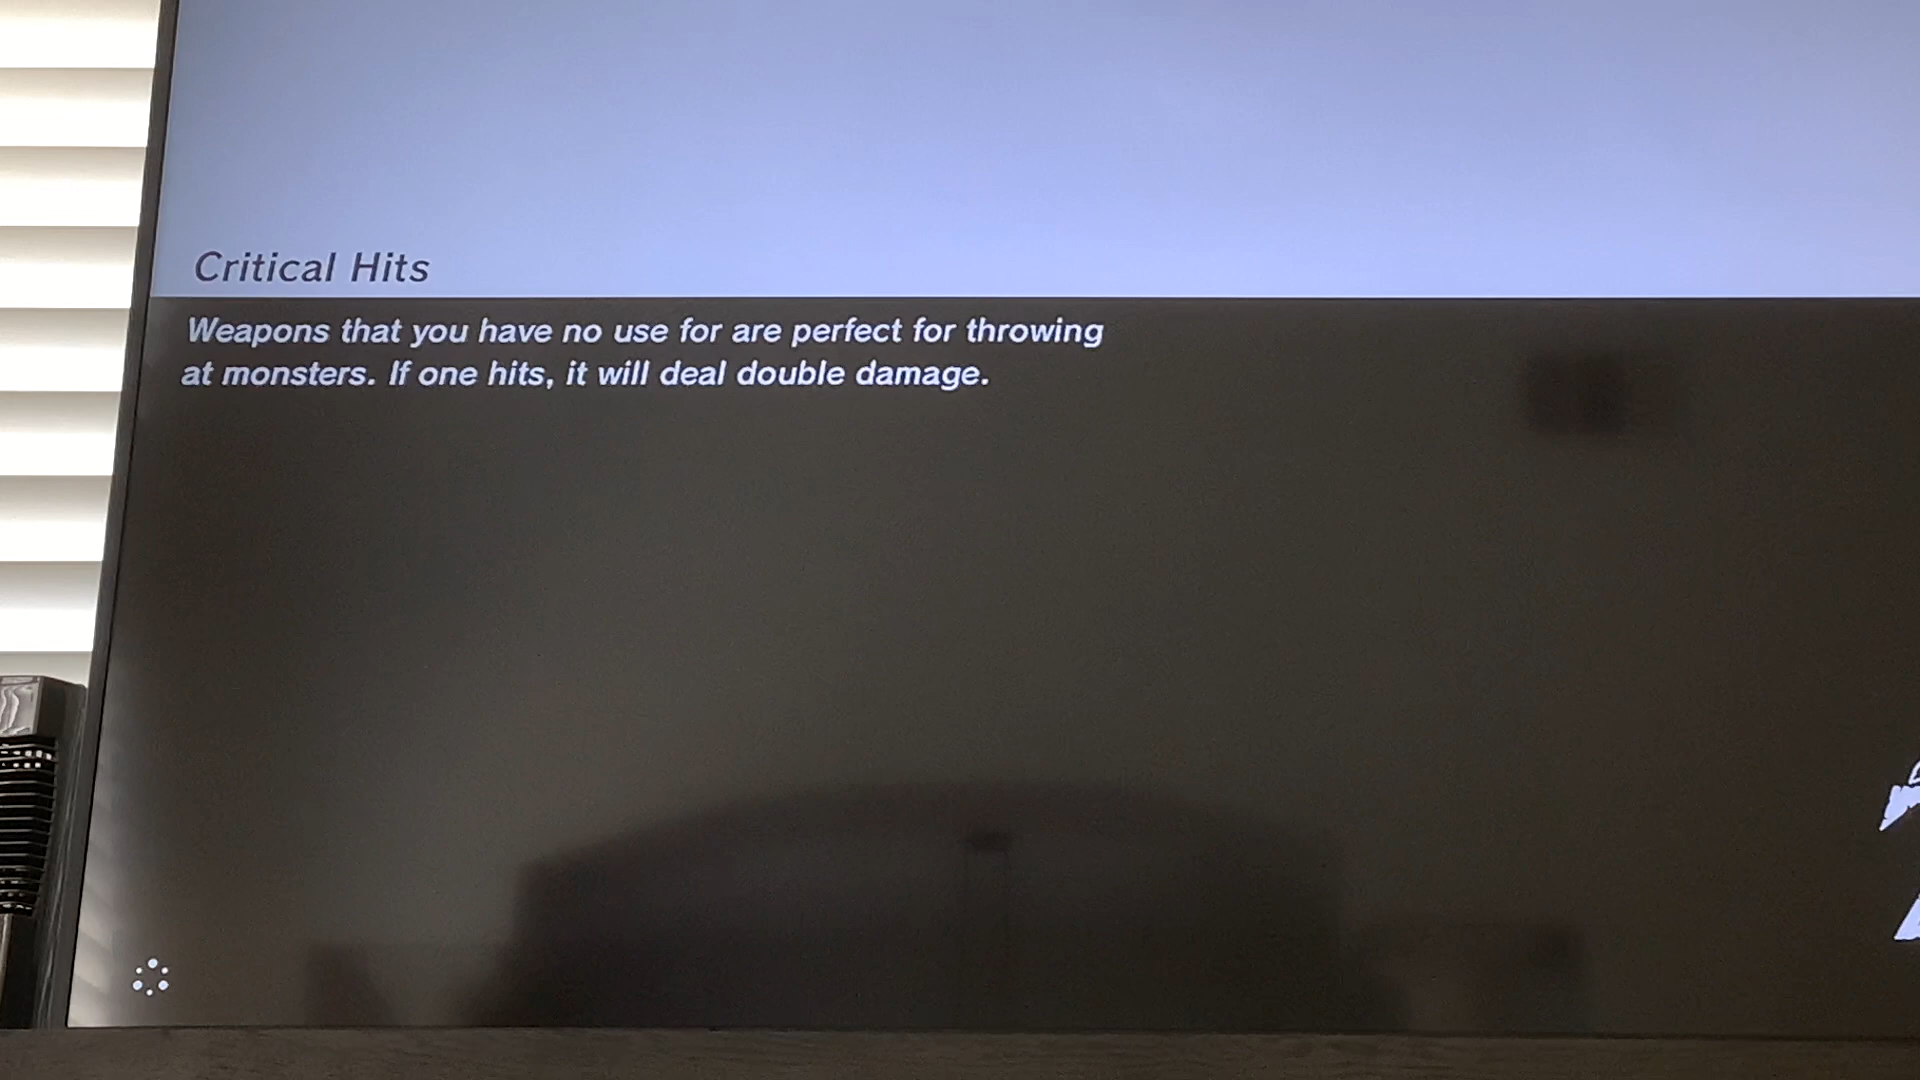 Critical Hits
Weapons that you have no use for are perfect for throwing
at monsters. If one hits, it will deal double damage.